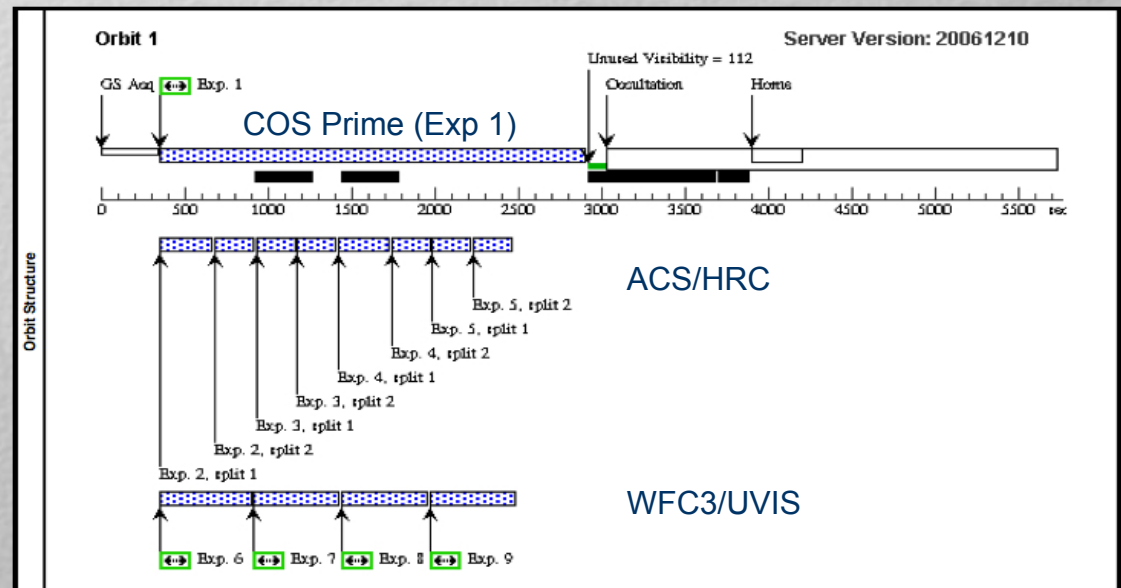 Orbit 1
Server Version: 20061210
Unused Visibility = 112
GS Acq Exp. 1 Occultation Home
COS Prime (Exp 1)
0 500 1000 1500 2000 2500 3000 3500 4000 4500 5000 5500 sec
Orbit Structure
ACS/HRC
Exp. 5, split 2
Exp. 5, split 1
Exp. 4, split 2
Exp. 4, split 1
Exp. 3, split 2
Exp. 3, split 1
Exp. 2, split 2
Exp. 2, split 1
WFC3/UVIS
Exp. 6 Exp. 7 Exp. 8 Exp. 9